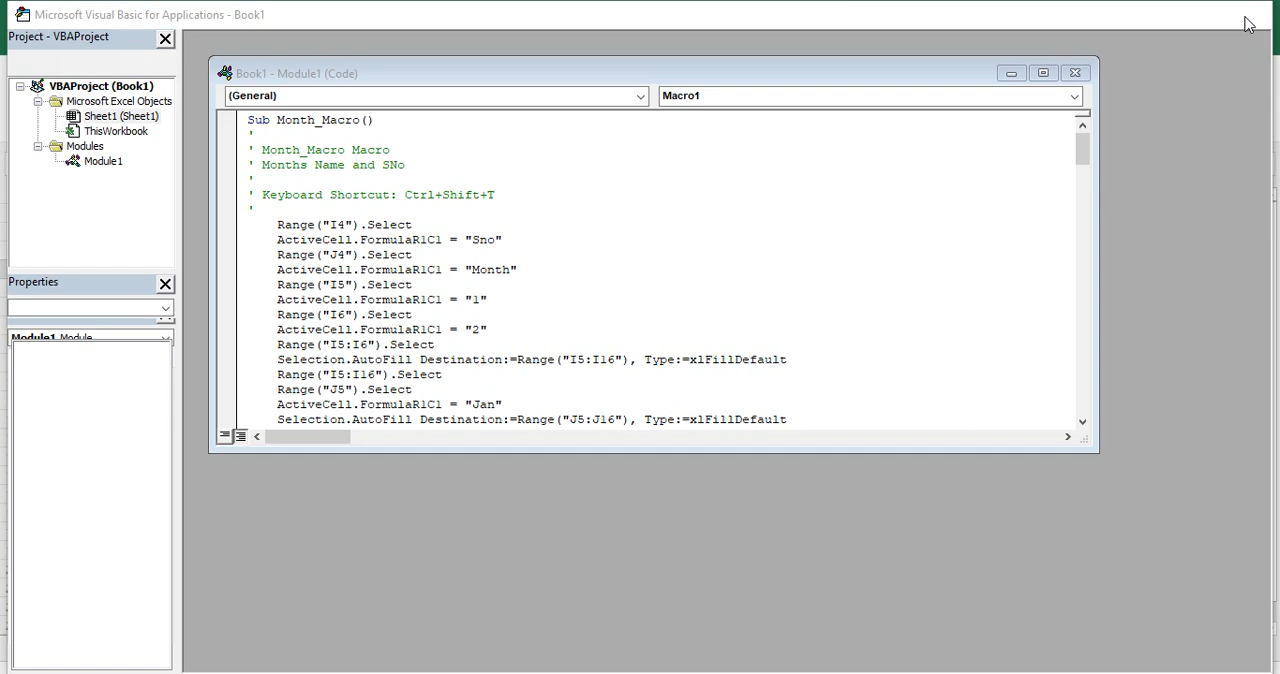 Microsoft Visual Basic for Applications - Book1
Project - VBAProject
VBAProject (Book1)
Microsoft Excel Objects
Sheet1 (Sheet1)
ThisWorkbook
Modules
Module1
Properties
Module1 Module
Book1 - Module1 (Code)
(General)
Macro1
Sub Month_Macro()
'
' Month_Macro Macro
' Months Name and SNo
'
' Keyboard Shortcut: Ctrl+Shift+T
'
Range("I4").Select
ActiveCell.FormulaR1C1 = "Sno"
Range("J4").Select
ActiveCell.FormulaR1C1 = "Month"
Range("I5").Select
ActiveCell.FormulaR1C1 = "1"
Range("I6").Select
ActiveCell.FormulaR1C1 = "2"
Range("I5:I6").Select
Selection.AutoFill Destination:=Range("I5:I16"), Type:=xlFillDefault
Range("I5:I16").Select
Range("J5").Select
ActiveCell.FormulaR1C1 = "Jan"
Selection.AutoFill Destination:=Range("J5:J16"), Type:=xlFillDefault